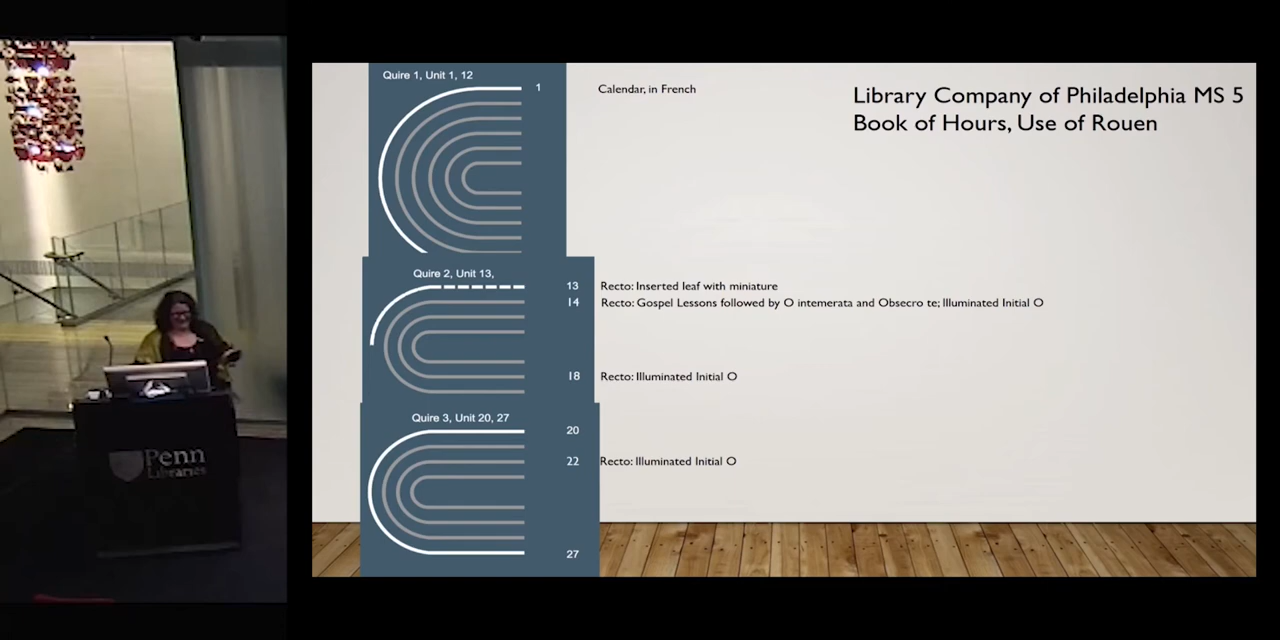 Library Company of Philadelphia MS 5
Book of Hours, Use of Rouen
Quire 1, Unit 1, 12
1
Calendar, in French
Quire 2, Unit 13,
13
Recto: Inserted leaf with miniature
14
Recto: Gospel Lessons followed by O intemerata and Obsecro te; Illuminated Initial O
18
Recto: Illuminated Initial O
Quire 3, Unit 20, 27
20
22
Recto: Illuminated Initial O
27
Penn
Libraries